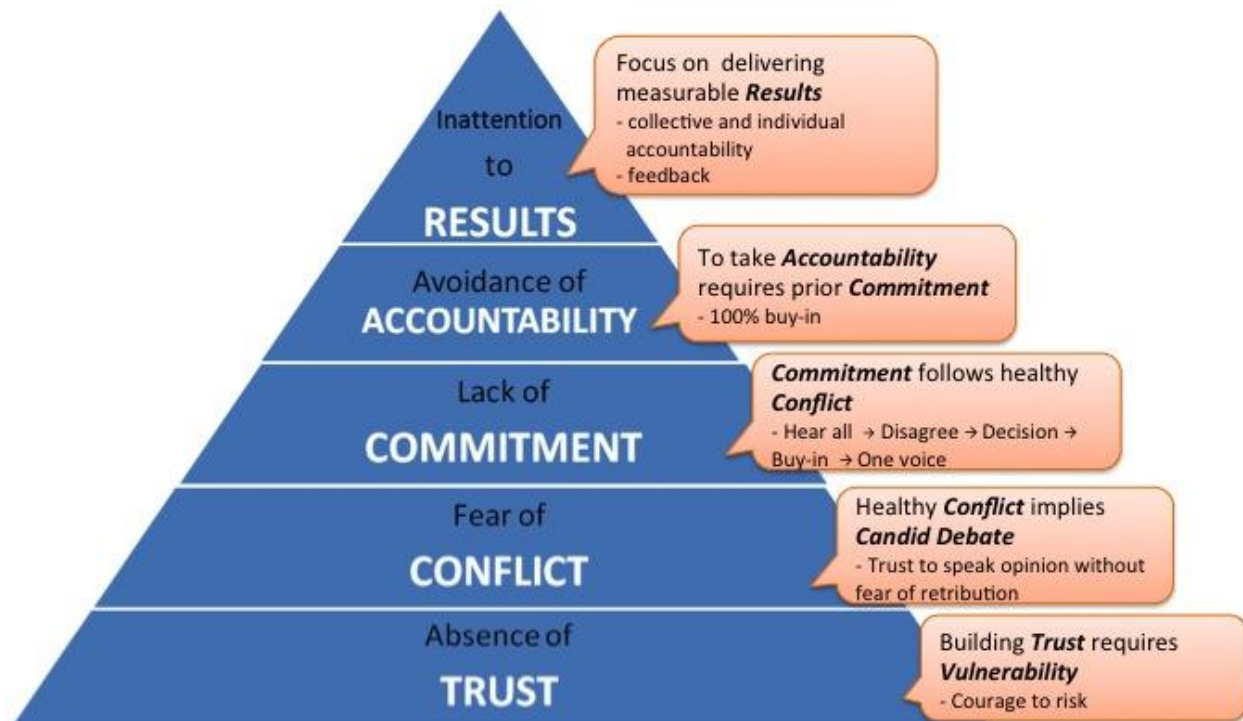 Inattention
to
RESULTS
Focus on delivering
measurable Results
- collective and individual
accountability
- feedback
Avoidance of
ACCOUNTABILITY
To take Accountability
requires prior Commitment
- 100% buy-in
Lack of
COMMITMENT
Commitment follows healthy
Conflict
- Hear all → Disagree → Decision →
Buy-in → One voice
Fear of
CONFLICT
Healthy Conflict implies
Candid Debate
- Trust to speak opinion without
fear of retribution
Absence of
TRUST
Building Trust requires
Vulnerability
- Courage to risk